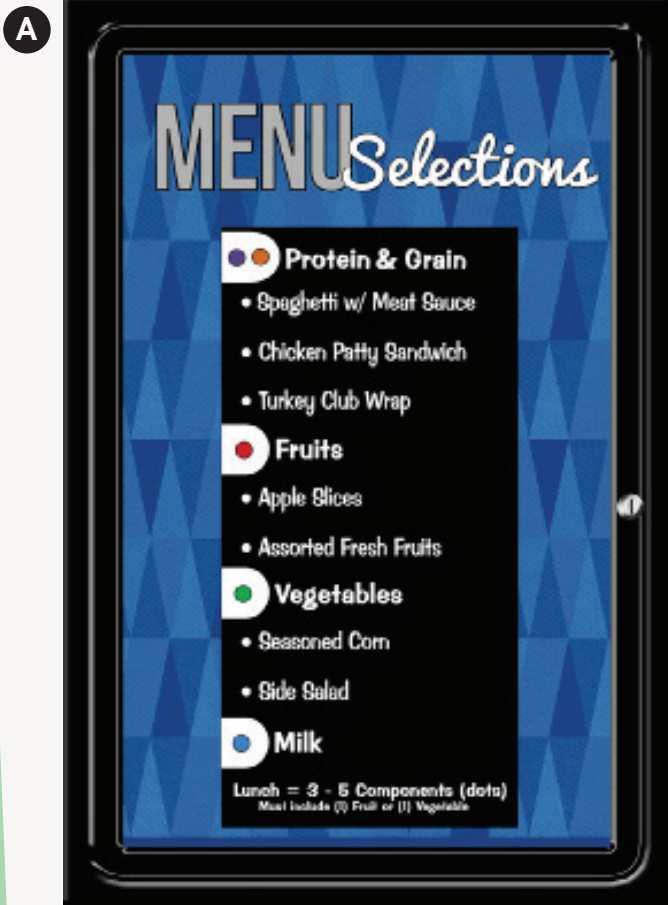 A
MENU Selections
Protein & Grain
• Spaghetti w/ Meat Sauce
• Chicken Patty Sandwich
• Turkey Club Wrap
Fruits
• Apple Slices
• Assorted Fresh Fruits
Vegetables
• Seasoned Corn
• Side Salad
Milk
Lunch = 3 - 5 Components (dots)
Must include (1) Fruit or (1) Vegetable